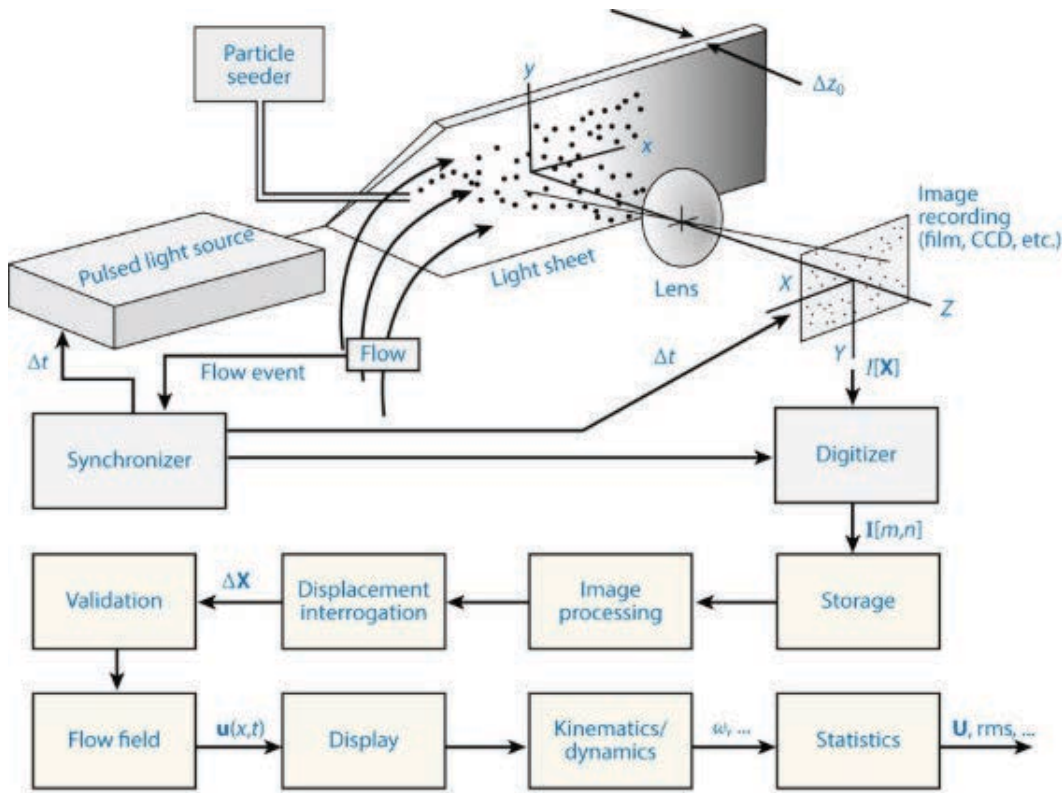 Particle
seeder
y
Δz₀
x
Image
recording
(film, CCD, etc.)
Pulsed light source
Light sheet
Lens
X
Z
Y
Δt
Flow
Flow event
Δt
I[X]
Synchronizer
Digitizer
I[m,n]
Validation
ΔX
Displacement
interrogation
Image
processing
Storage
Flow field
u(x,t)
Display
Kinematics/
dynamics
ω, ...
Statistics
U, rms, ...